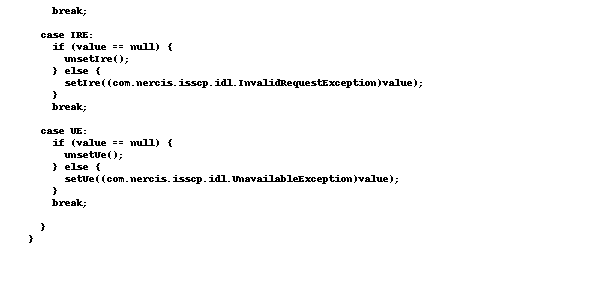 break;
case IRE:
if (value == null) {
unsetIre();
} else {
setIre((com.nercis.isscp.idl.InvalidRequestException)value);
}
break;
case UE:
if (value == null) {
unsetUe();
} else {
setUe((com.nercis.isscp.idl.UnavailableException)value);
}
break;
}
}